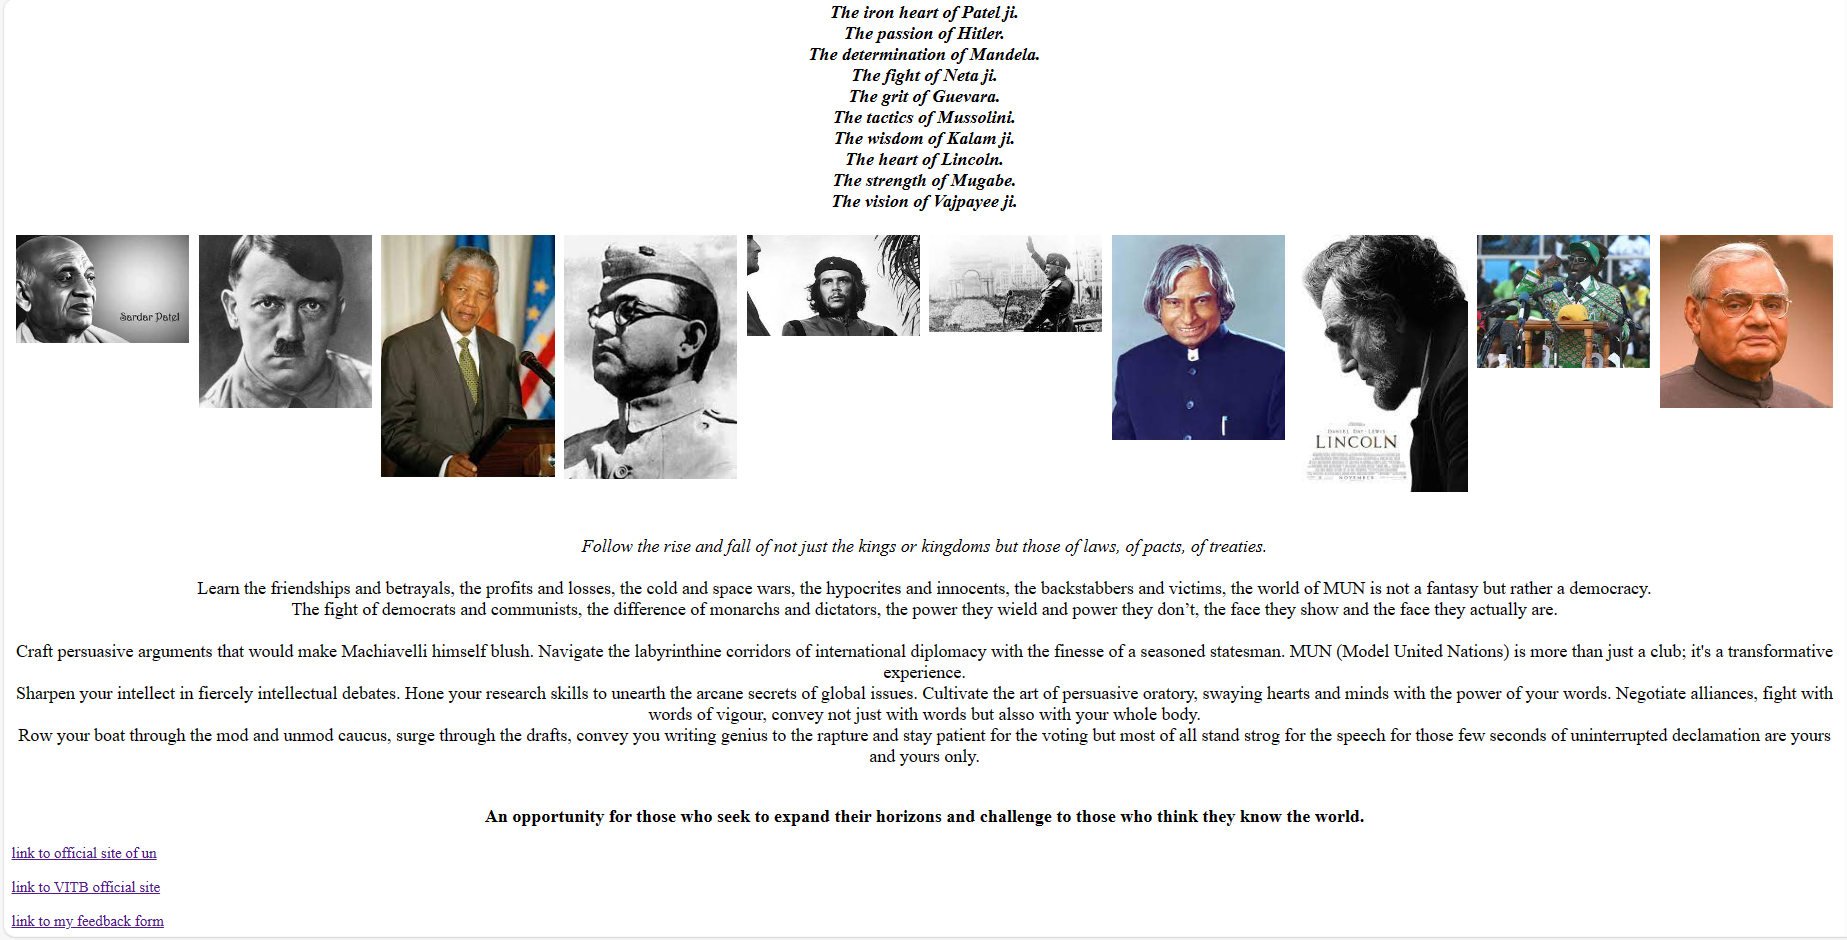 The iron heart of Patel ji.
The passion of Hitler.
The determination of Mandela.
The fight of Neta ji.
The grit of Guevara.
The tactics of Mussolini.
The wisdom of Kalam ji.
The heart of Lincoln.
The strength of Mugabe.
The vision of Vajpayee ji.
Sardar Patel
DANIEL DAY-LEWIS
LINCOLN
NOVEMBER
Follow the rise and fall of not just the kings or kingdoms but those of laws, of pacts, of treaties.
Learn the friendships and betrayals, the profits and losses, the cold and space wars, the hypocrites and innocents, the backstabbers and victims, the world of MUN is not a fantasy but rather a democracy.
The fight of democrats and communists, the difference of monarchs and dictators, the power they wield and power they don’t, the face they show and the face they actually are.
Craft persuasive arguments that would make Machiavelli himself blush. Navigate the labyrinthine corridors of international diplomacy with the finesse of a seasoned statesman. MUN (Model United Nations) is more than just a club; it's a transformative
experience.
Sharpen your intellect in fiercely intellectual debates. Hone your research skills to unearth the arcane secrets of global issues. Cultivate the art of persuasive oratory, swaying hearts and minds with the power of your words. Negotiate alliances, fight with
words of vigour, convey not just with words but alsso with your whole body.
Row your boat through the mod and unmod caucus, surge through the drafts, convey you writing genius to the rapture and stay patient for the voting but most of all stand strog for the speech for those few seconds of uninterrupted declamation are yours
and yours only.
An opportunity for those who seek to expand their horizons and challenge to those who think they know the world.
link to official site of un
link to VITB official site
link to my feedback form